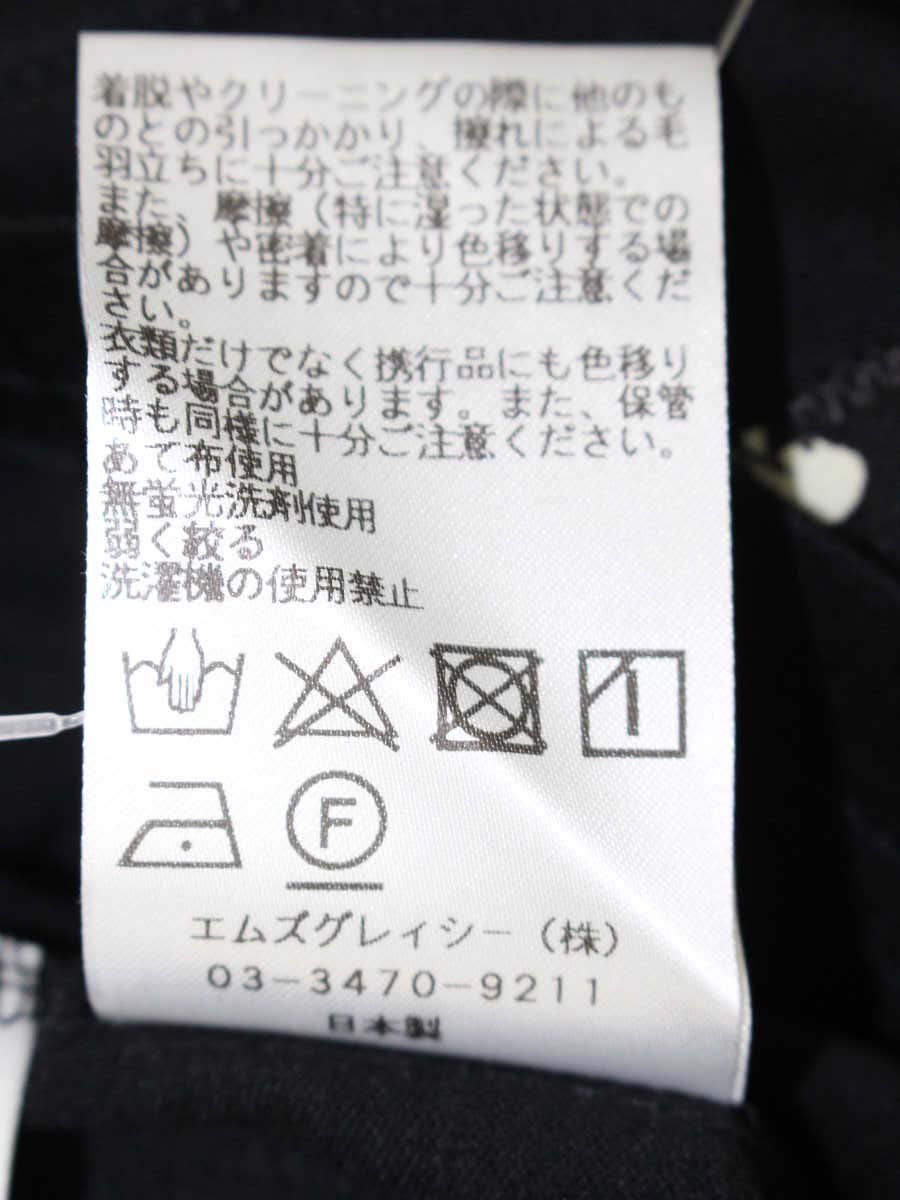 着脱やクリーニングの際に他のも
のとの引っかかり、擦れによる毛
羽立ちに十分ご注意ください。
また、摩擦（特に湿った状態での
摩擦）や密着により色移りする場
合がありますので十分ご注意くだ
さい。
衣類だけでなく携行品にも色移り
する場合があります。また、保管
時も同様に十分ご注意ください。
あて布使用
無蛍光洗剤使用
弱く絞る
洗濯機の使用禁止
F
エムズグレイシー（株）
03-3470-9211
日本製